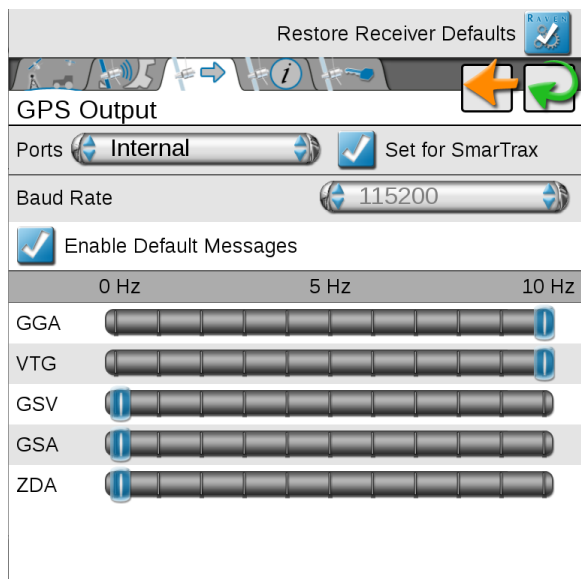 Restore Receiver Defaults
RAVEN
i
GPS Output
Ports Internal Set for SmarTrax
Baud Rate 115200
Enable Default Messages
0 Hz 5 Hz 10 Hz
GGA
VTG
GSV
GSA
ZDA